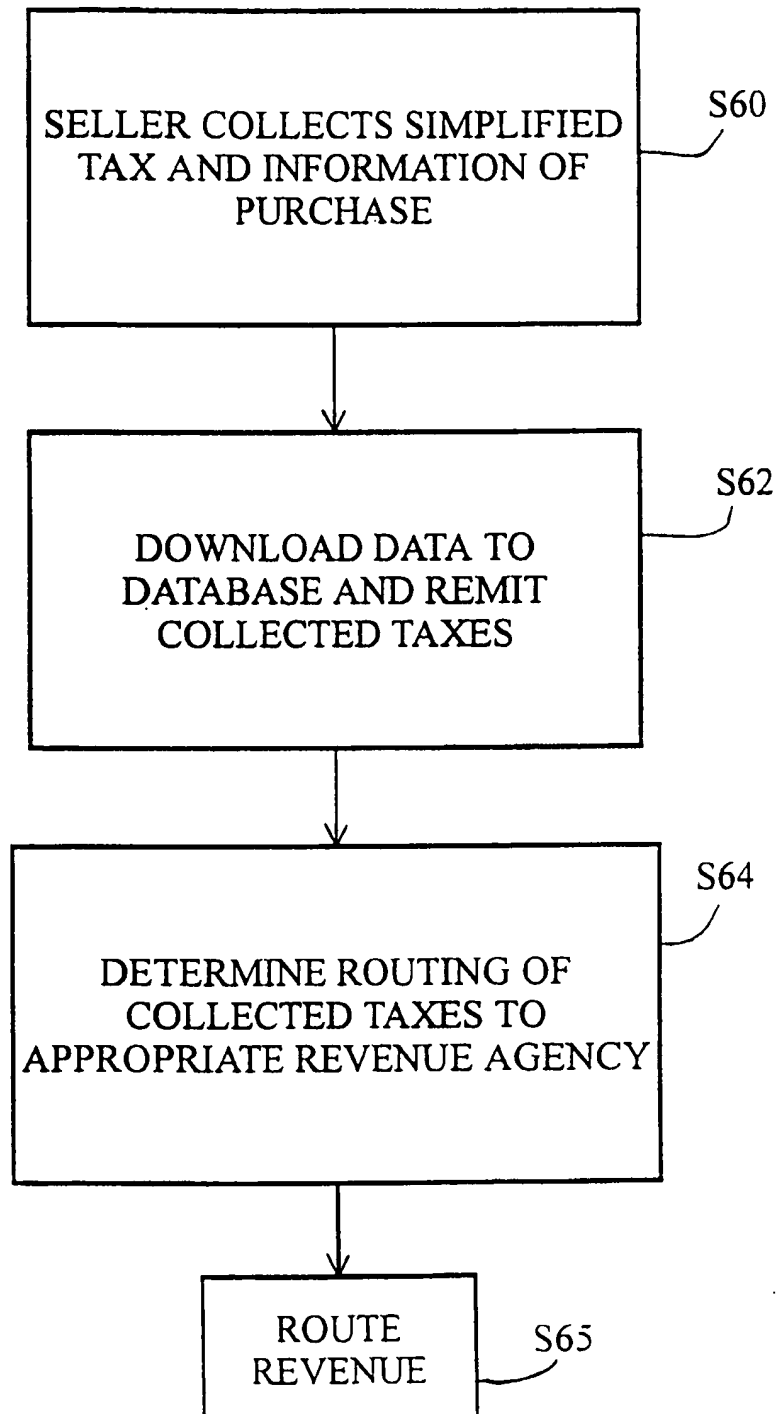 SELLER COLLECTS SIMPLIFIED
TAX AND INFORMATION OF
PURCHASE
S60
DOWNLOAD DATA TO
DATABASE AND REMIT
COLLECTED TAXES
S62
DETERMINE ROUTING OF
COLLECTED TAXES TO
APPROPRIATE REVENUE AGENCY
S64
ROUTE
REVENUE
S65